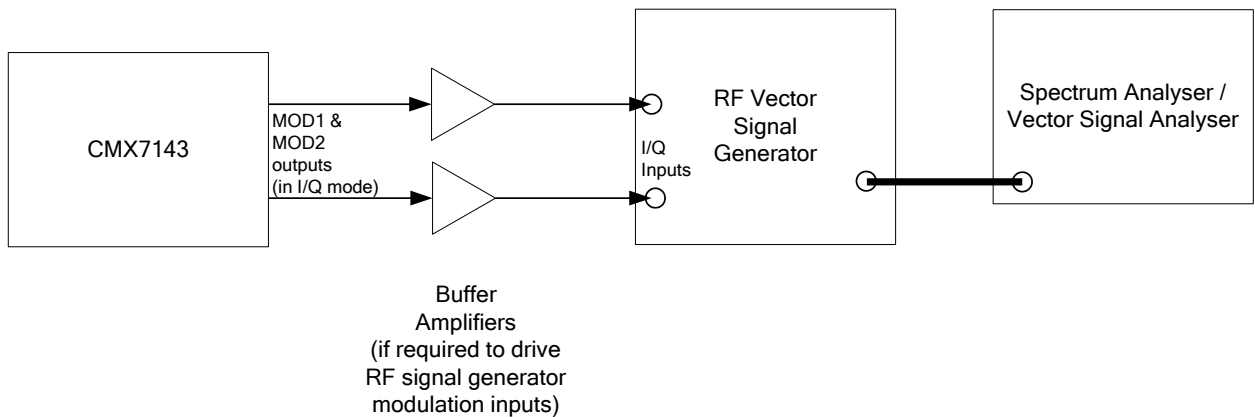 CMX7143
MOD1 &
MOD2
outputs
(in I/Q mode)
Buffer
Amplifiers
(if required to drive
RF signal generator
modulation inputs)
I/Q
Inputs
RF Vector
Signal
Generator
Spectrum Analyser /
Vector Signal Analyser